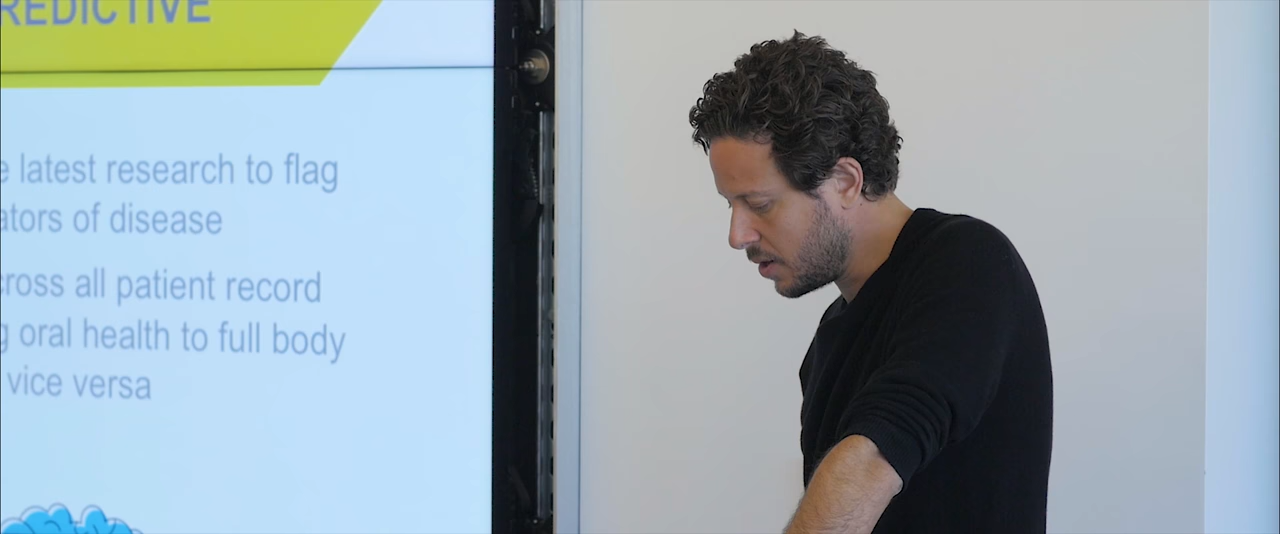 REDICTIVE
e latest research to flag
ators of disease
cross all patient record
g oral health to full body
vice versa